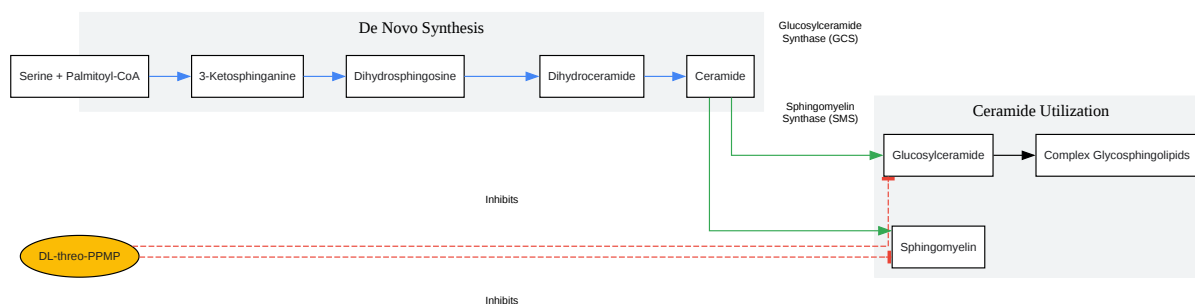 De Novo Synthesis
Glucosylceramide
Synthase (GCS)
Serine + Palmitoyl-CoA
3-Ketosphinganine
Dihydrosphingosine
Dihydroceramide
Ceramide
Sphingomyelin
Synthase (SMS)
Ceramide Utilization
Glucosylceramide
Complex Glycosphingolipids
Inhibits
Sphingomyelin
DL-threo-PPMP
Inhibits